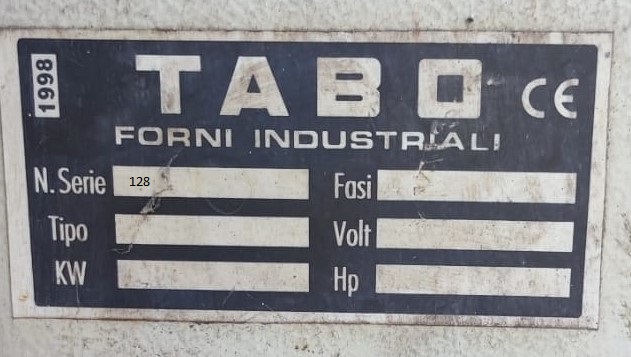 1998
TABO CE
FORNI INDUSTRIALI
N. Serie 128 Fasi
Tipo Volt
KW Hp